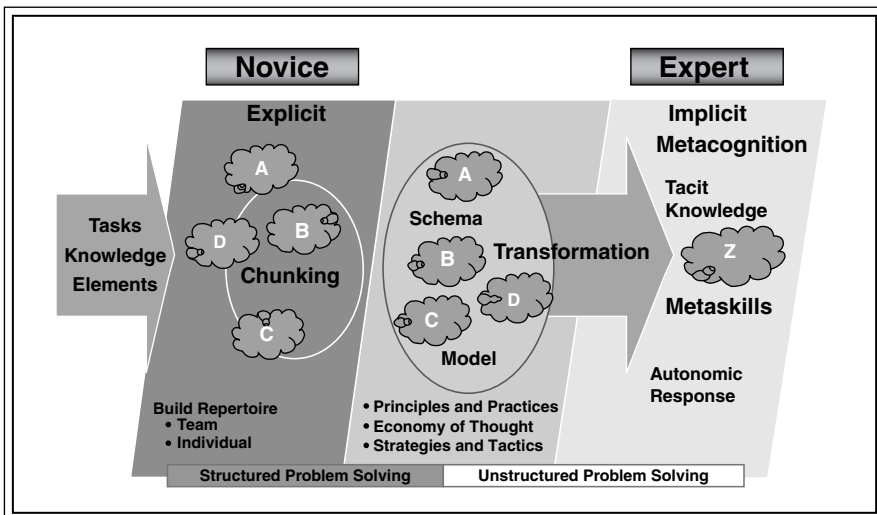 Novice
Expert
Explicit
Implicit
Metacognition
A
D
B
Chunking
C
Tasks
Knowledge
Elements
A
Schema
B
D
C
Model
Transformation
Tacit
Knowledge
Z
Metaskills
Autonomic
Response
Build Repertoire
• Team
• Individual
• Principles and Practices
• Economy of Thought
• Strategies and Tactics
Structured Problem Solving
Unstructured Problem Solving